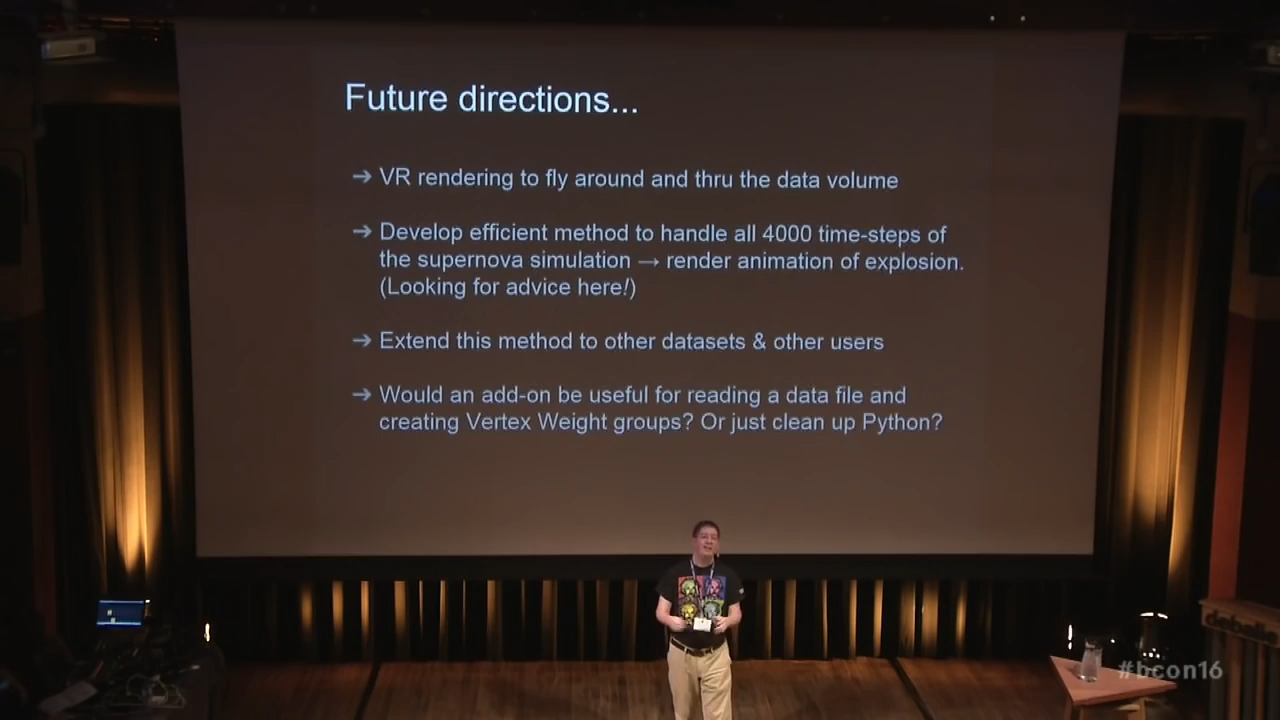 Future directions...
→ VR rendering to fly around and thru the data volume
→ Develop efficient method to handle all 4000 time-steps of
the supernova simulation → render animation of explosion.
(Looking for advice here!)
→ Extend this method to other datasets & other users
→ Would an add-on be useful for reading a data file and
creating Vertex Weight groups? Or just clean up Python?
#bcon16